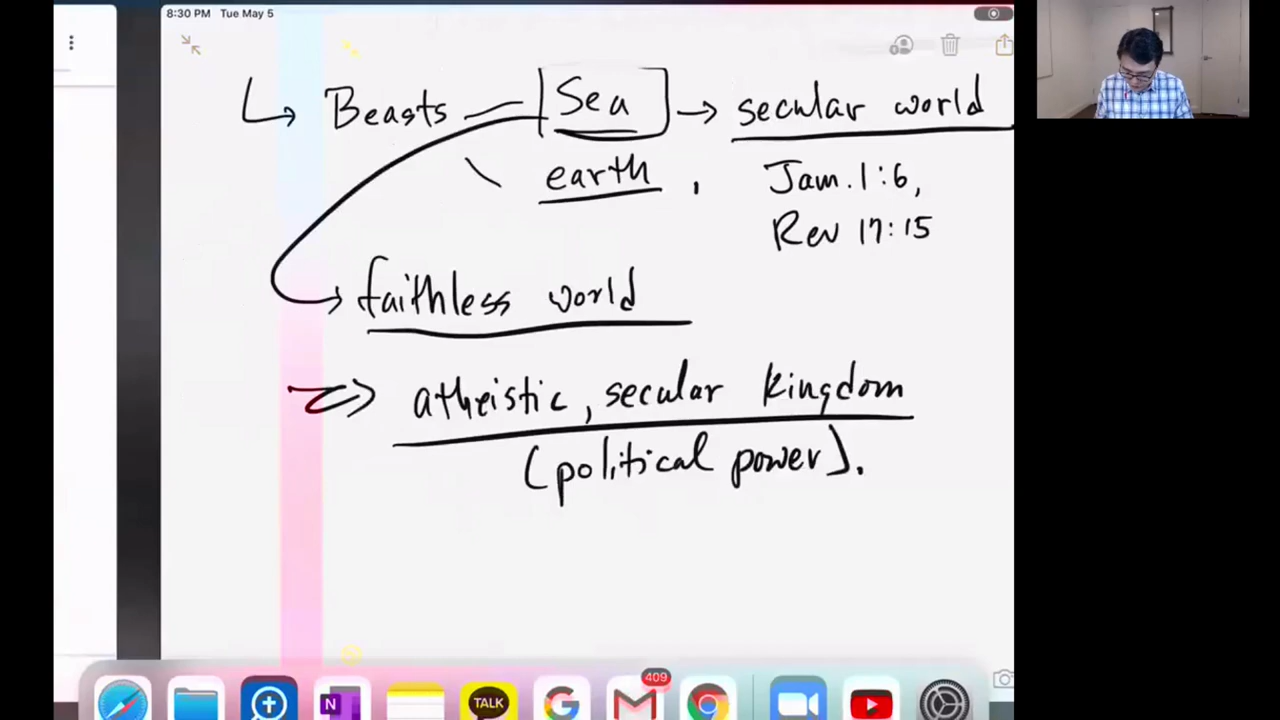 8:30 PM Tue May 5
Beasts Sea → secular world
earth , Jam. 1:6,
Rev 17:15
faithless world
⇒ atheistic, secular kingdom
(political power).
409
TALK
N
G